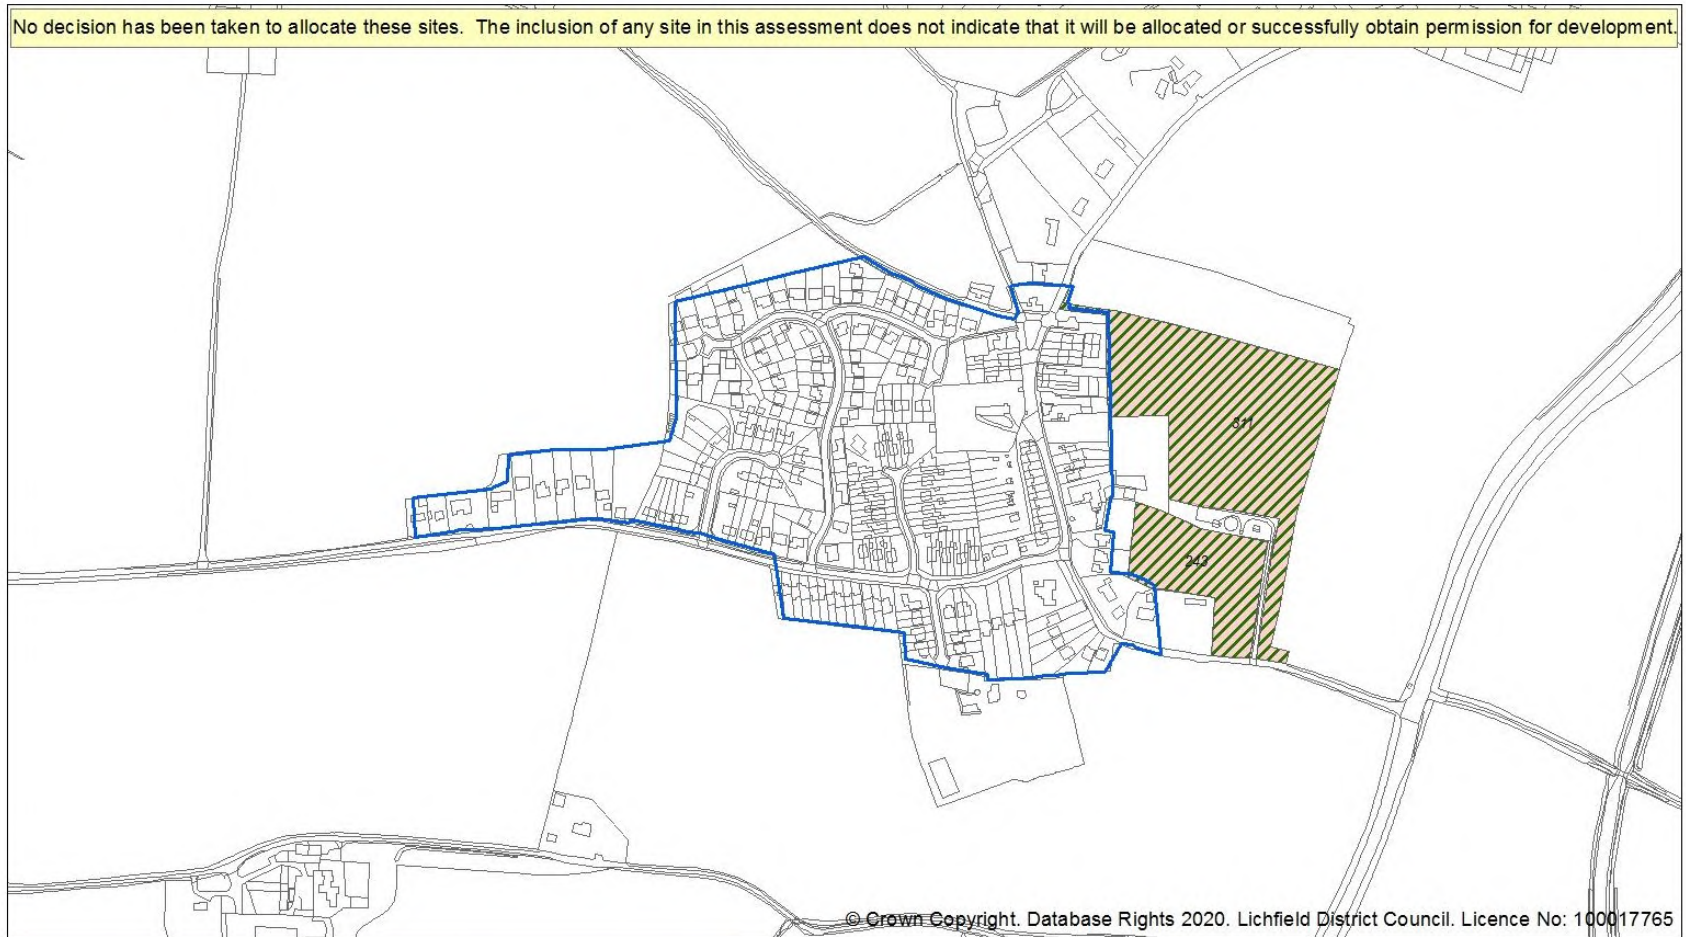 No decision has been taken to allocate these sites.  The inclusion of any site in this assessment does not indicate that it will be allocated or successfully obtain permission for development.
311
243
© Crown Copyright. Database Rights 2020. Lichfield District Council. Licence No: 100017765